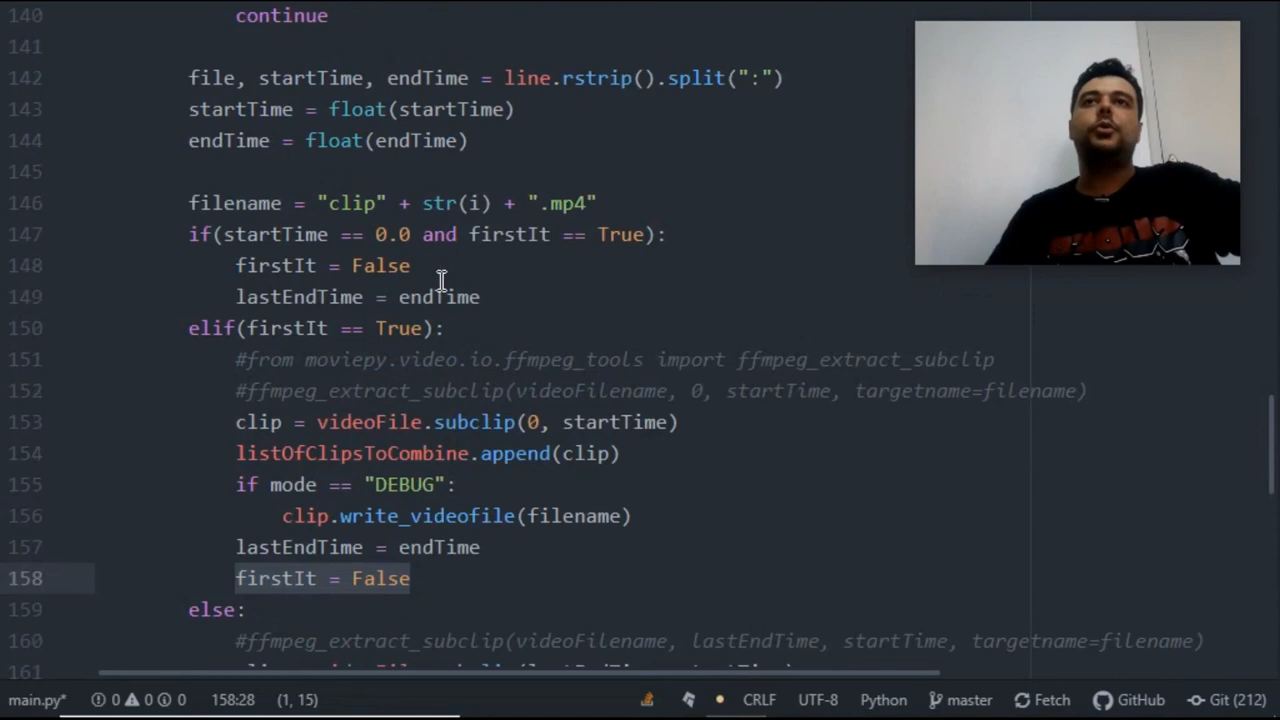 140 continue
141
142 file, startTime, endTime = line.rstrip().split(":")
143 startTime = float(startTime)
144 endTime = float(endTime)
145
146 filename = "clip" + str(i) + ".mp4"
147 if(startTime == 0.0 and firstIt == True):
148 firstIt = False
149 lastEndTime = endTime
150 elif(firstIt == True):
151 #from moviepy.video.io.ffmpeg_tools import ffmpeg_extract_subclip
152 #ffmpeg_extract_subclip(videoFilename, 0, startTime, targetname=filename)
153 clip = videoFile.subclip(0, startTime)
154 listOfClipsToCombine.append(clip)
155 if mode == "DEBUG":
156 clip.write_videofile(filename)
157 lastEndTime = endTime
158 firstIt = False
159 else:
160 #ffmpeg_extract_subclip(videoFilename, lastEndTime, startTime, targetname=filename)
161
main.py* 0 0 0 158:28 (1, 15) CRLF UTF-8 Python master Fetch GitHub Git (212)